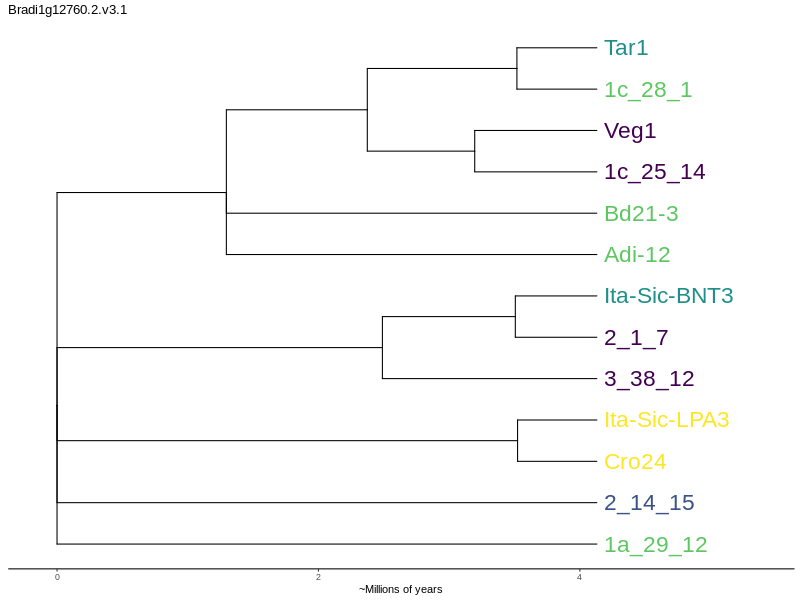 Bradi1g12760.2.v3.1
Tar1
1c_28_1
Veg1
1c_25_14
Bd21-3
Adi-12
Ita-Sic-BNT3
2_1_7
3_38_12
Ita-Sic-LPA3
Cro24
2_14_15
1a_29_12
0 2 4
~Millions of years